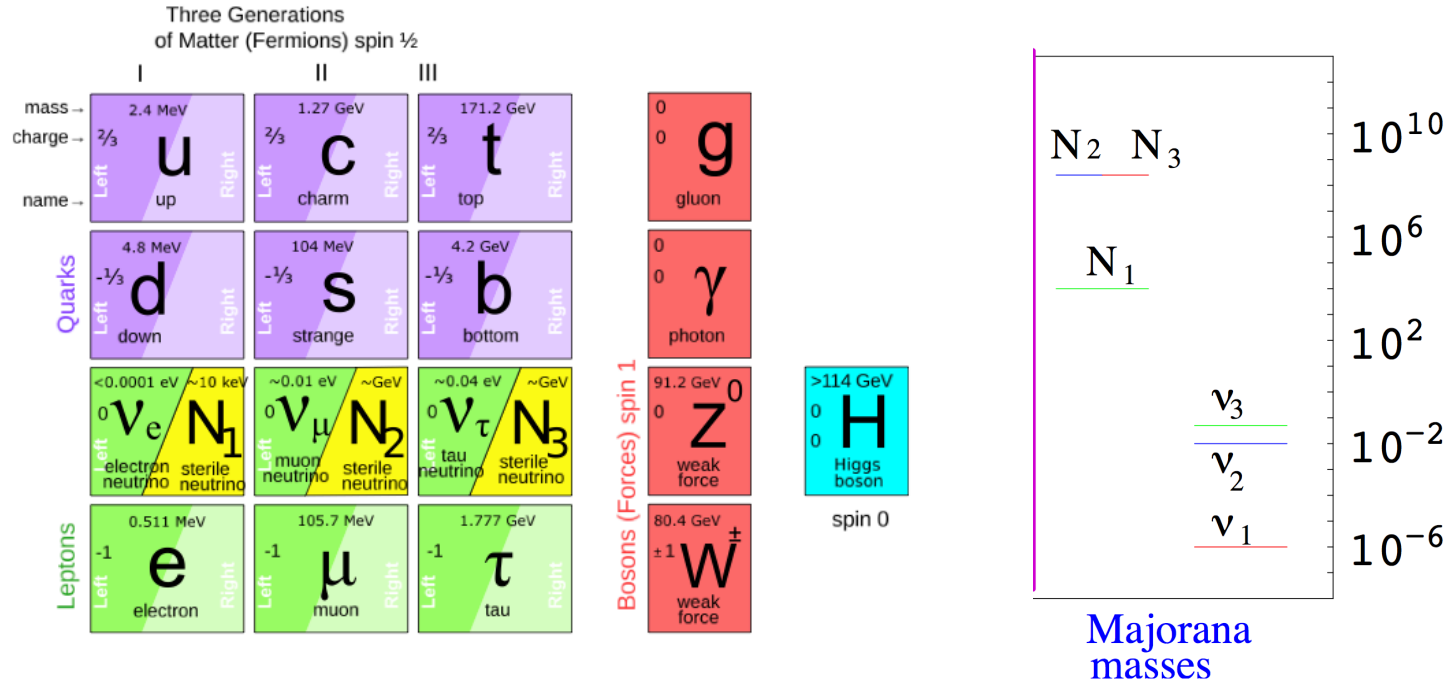 Three Generations
of Matter (Fermions) spin ½
I II III
mass→
charge→
name→
2.4 MeV
⅔
u
Left
Right
up
1.27 GeV
⅔
c
Left
Right
charm
171.2 GeV
⅔
t
Left
Right
top
Quarks
4.8 MeV
-⅓
d
Left
Right
down
104 MeV
-⅓
s
Left
Right
strange
4.2 GeV
-⅓
b
Left
Right
bottom
<0.0001 eV
0
νe
Left
electron
neutrino
~10 keV
N1
sterile
neutrino
~0.01 eV
0
νμ
Left
muon
neutrino
~GeV
N2
sterile
neutrino
~0.04 eV
0
ντ
Left
tau
neutrino
~GeV
N3
sterile
neutrino
Leptons
0.511 MeV
-1
e
Left
Right
electron
105.7 MeV
-1
μ
Left
Right
muon
1.777 GeV
-1
τ
Left
Right
tau
Bosons (Forces) spin 1
0
0
g
gluon
0
0
γ
photon
91.2 GeV
0
Z0
weak
force
80.4 GeV
±1
W±
weak
force
>114 GeV
0
0
H
Higgs
boson
spin 0
N2 N3
N1
ν3
ν2
ν1
10^10
10^6
10^2
10^-2
10^-6
Majorana
masses